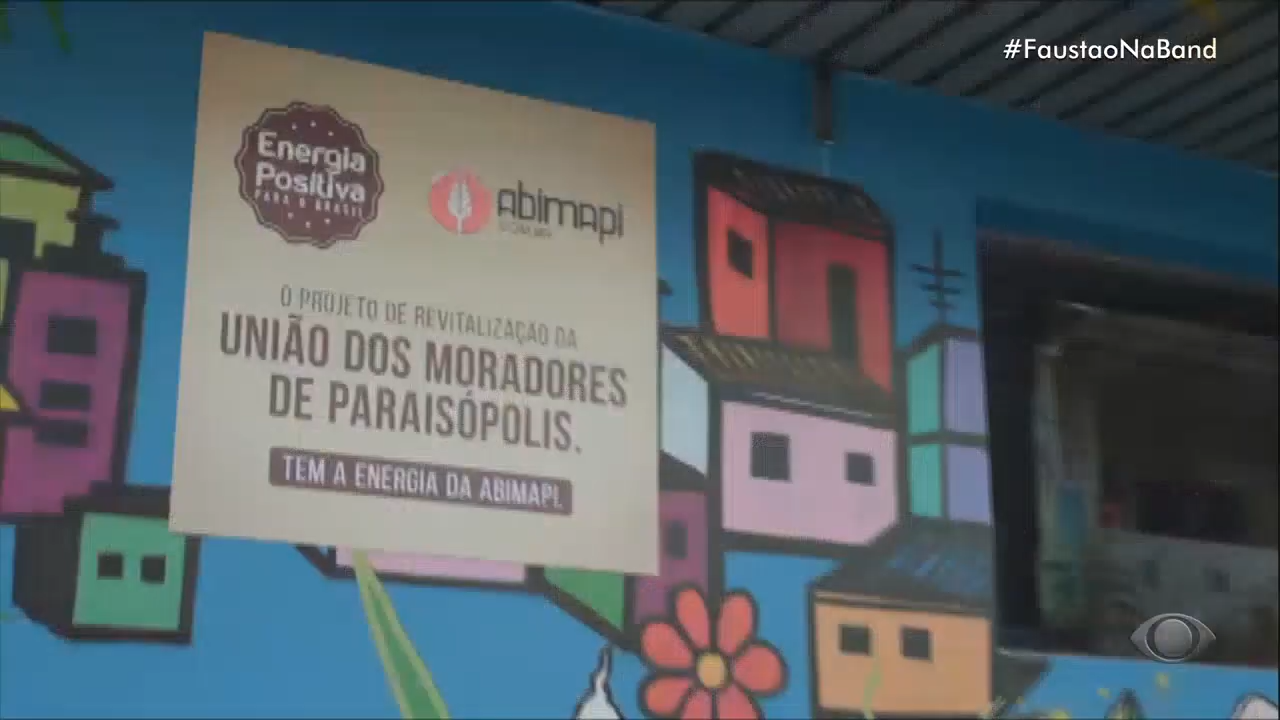 #FaustaoNaBand
Energia
Positiva
PARA O BRASIL
abimapi
O PROJETO DE REVITALIZAÇÃO DA
UNIÃO DOS MORADORES
DE PARAISÓPOLIS.
TEM A ENERGIA DA ABIMAPI.